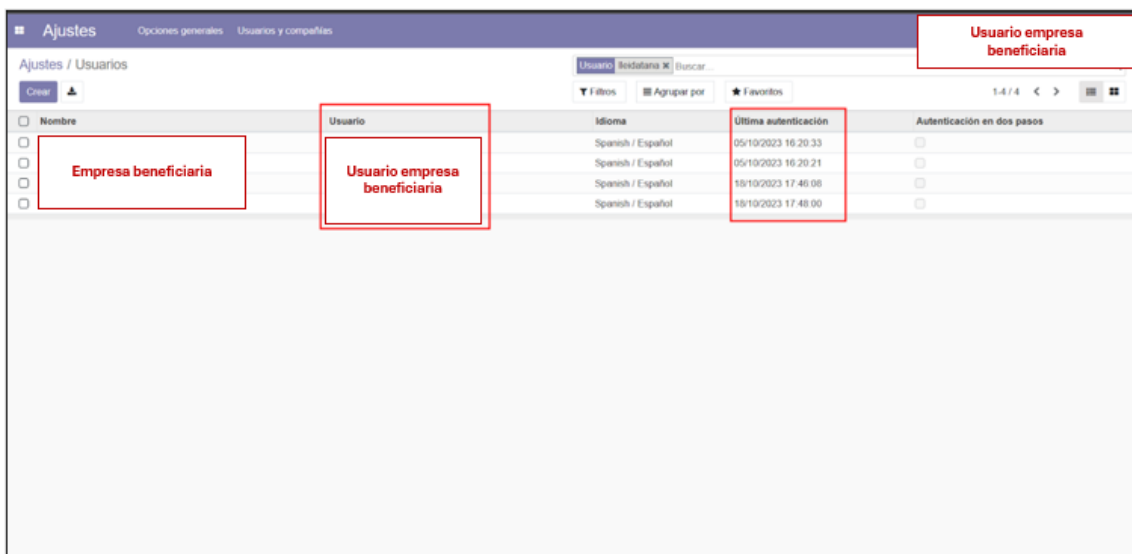 Ajustes Opciones generales Usuarios y compañías
Usuario empresa
beneficiaria
Ajustes / Usuarios
Usuario Buscar...
Crear Filtros Agrupar por Favoritos 1-4 / 4
Nombre Usuario Idioma Última autenticación Autenticación en dos pasos
Spanish / Español 05/10/2023 16:20:33
Spanish / Español 05/10/2023 16:20:21
Spanish / Español 18/10/2023 17:46:08
Spanish / Español 18/10/2023 17:48:00
Empresa beneficiaria
Usuario empresa
beneficiaria